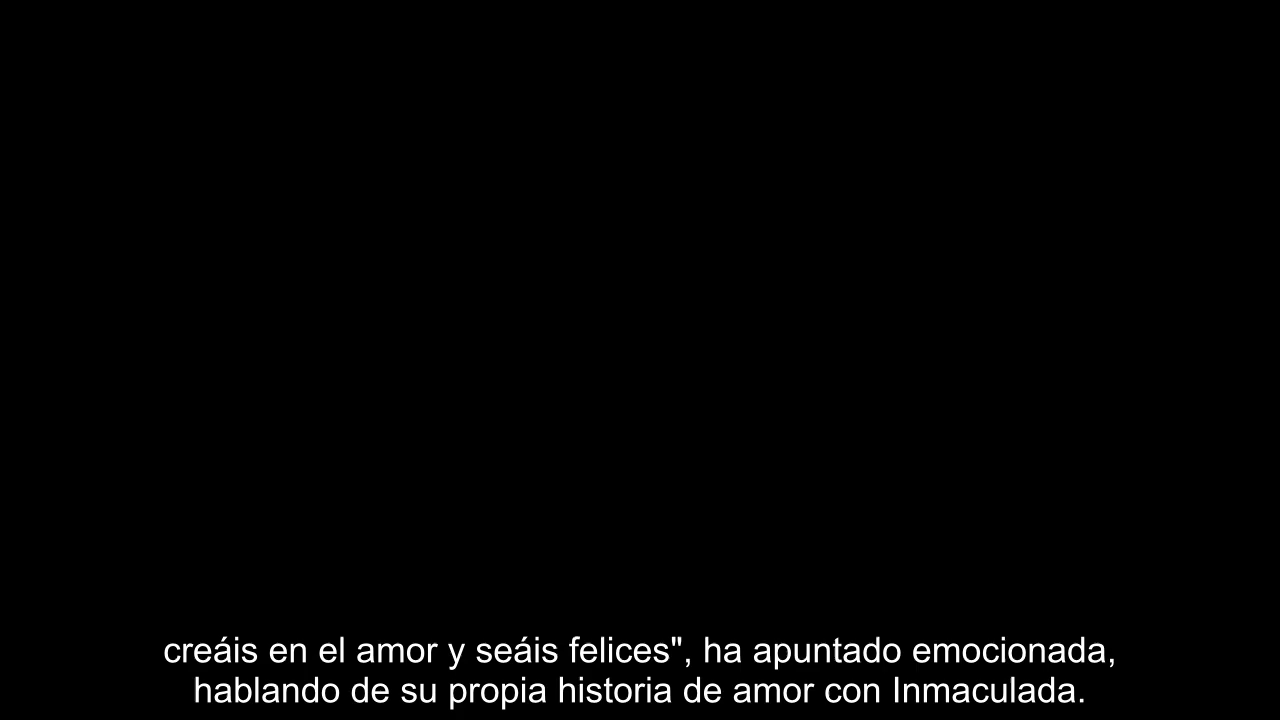 creáis en el amor y seáis felices", ha apuntado emocionada,
hablando de su propia historia de amor con Inmaculada.